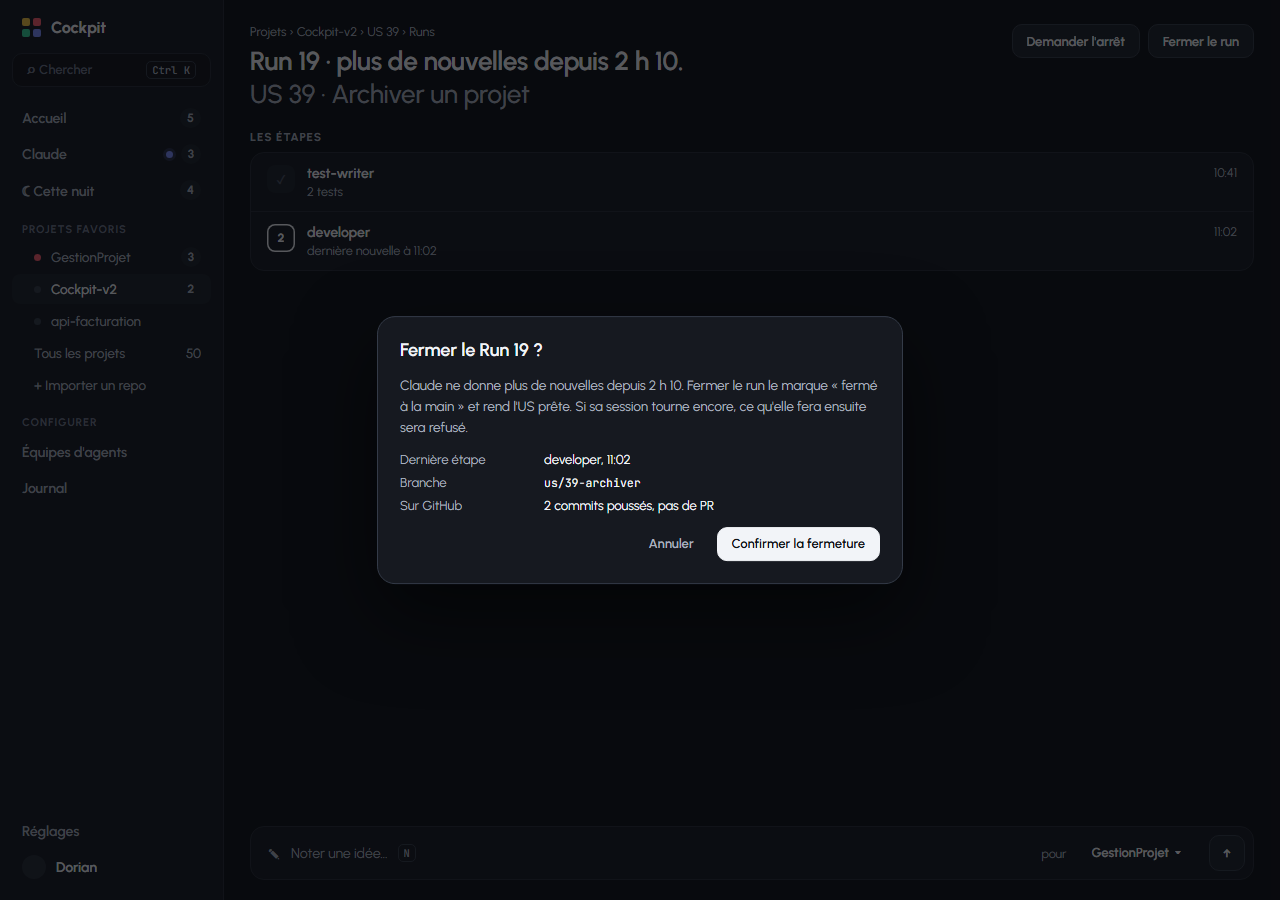 Cockpit
Chercher Ctrl K
Accueil 5
Claude 3
Cette nuit 4
PROJETS FAVORIS
GestionProjet 3
Cockpit-v2 2
api-facturation
Tous les projets 50
+ Importer un repo
CONFIGURER
Équipes d'agents
Journal
Réglages
Dorian
Projets › Cockpit-v2 › US 39 › Runs
Run 19 · plus de nouvelles depuis 2 h 10.
US 39 · Archiver un projet
Demander l'arrêt
Fermer le run
LES ÉTAPES
✓ test-writer 10:41
2 tests
2 developer 11:02
dernière nouvelle à 11:02
Fermer le Run 19 ?
Claude ne donne plus de nouvelles depuis 2 h 10. Fermer le run le marque « fermé
à la main » et rend l'US prête. Si sa session tourne encore, ce qu'elle fera ensuite
sera refusé.
Dernière étape developer, 11:02
Branche us/39-archiver
Sur GitHub 2 commits poussés, pas de PR
Annuler Confirmer la fermeture
Noter une idée… N pour GestionProjet